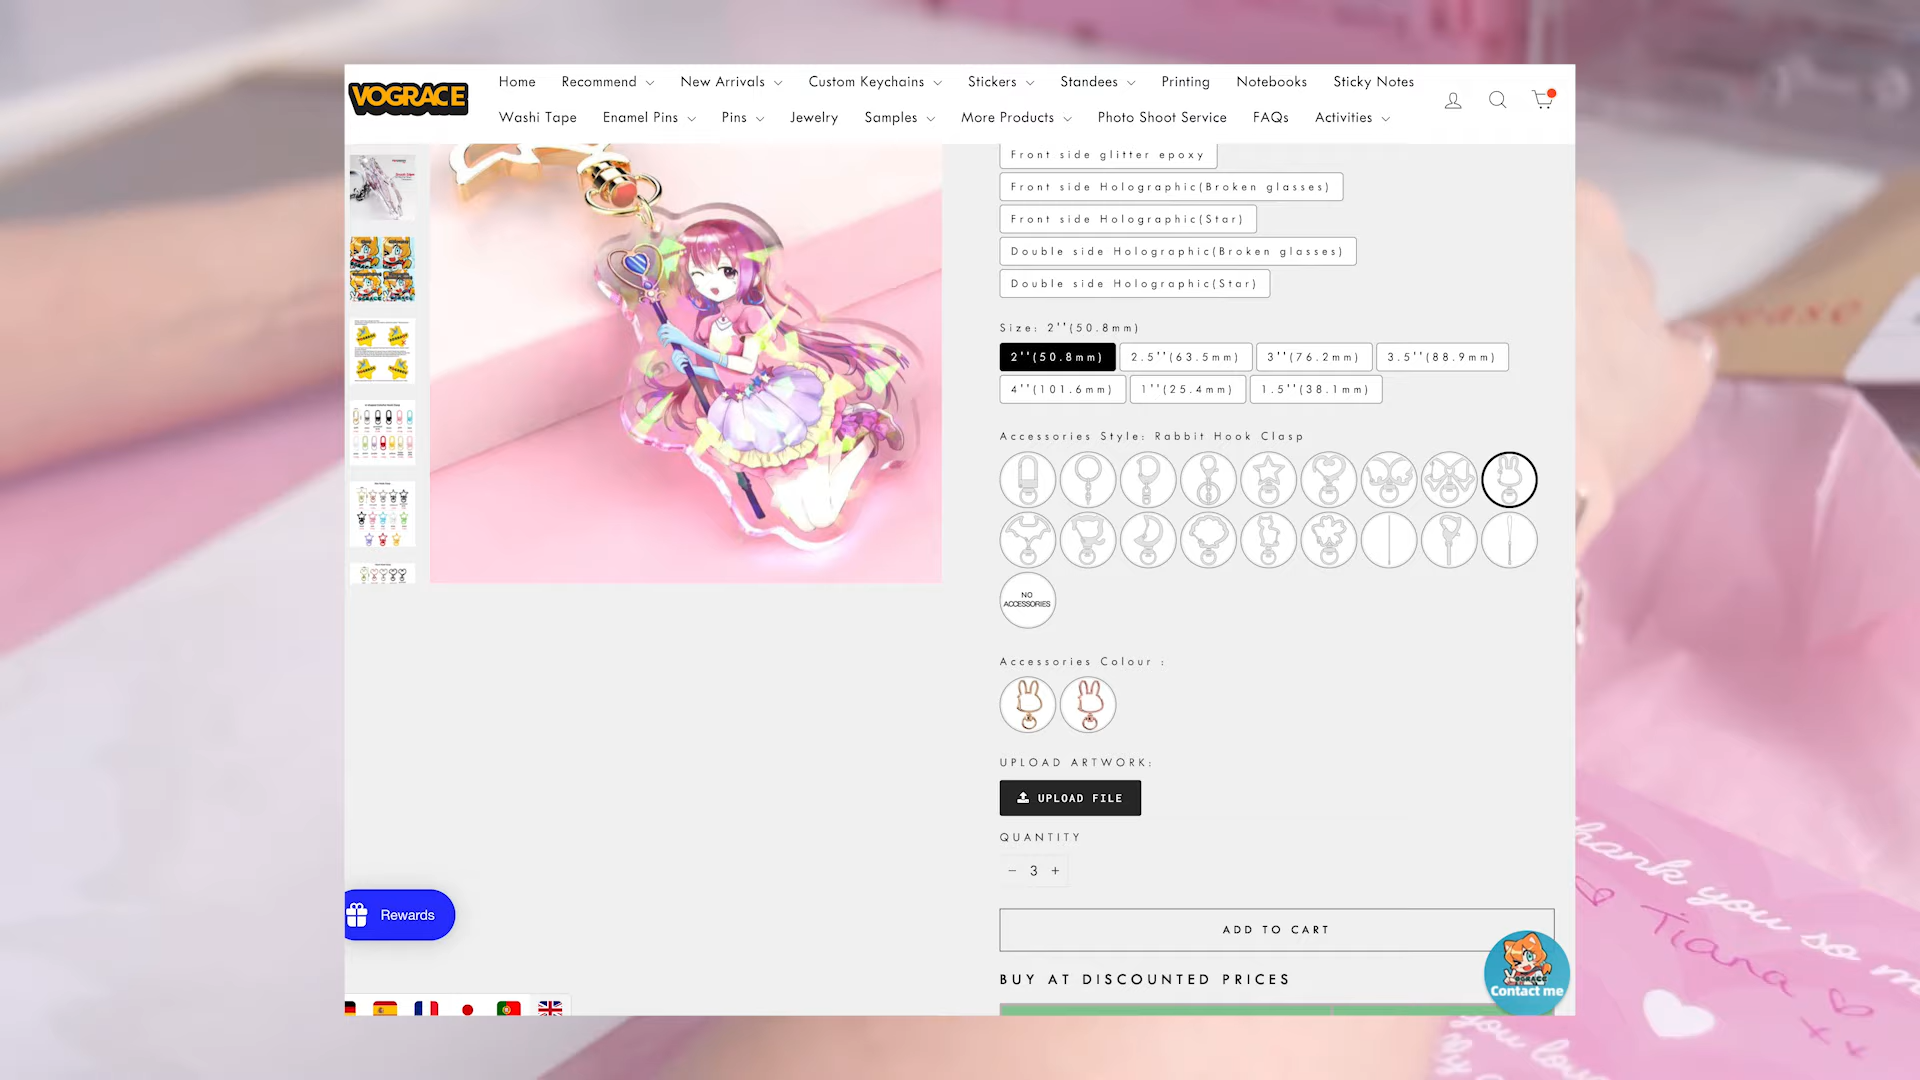 VOGRACE
Home Recommend New Arrivals Custom Keychains Stickers Standees Printing Notebooks Sticky Notes
Washi Tape Enamel Pins Pins Jewelry Samples More Products Photo Shoot Service FAQs Activities
Front side glitter epoxy
Front side Holographic(Broken glasses)
Front side Holographic(Star)
Double side Holographic(Broken glasses)
Double side Holographic(Star)
Size: 2''(50.8mm)
2''(50.8mm) 2.5''(63.5mm) 3''(76.2mm) 3.5''(88.9mm)
4''(101.6mm) 1''(25.4mm) 1.5''(38.1mm)
Accessories Style: Rabbit Hook Clasp
NO
ACCESSORIES
Accessories Colour :
UPLOAD ARTWORK:
UPLOAD FILE
QUANTITY
− 3 +
ADD TO CART
BUY AT DISCOUNTED PRICES
Rewards
VOGRACE
Contact me
thank you so m
Tiana
you lov